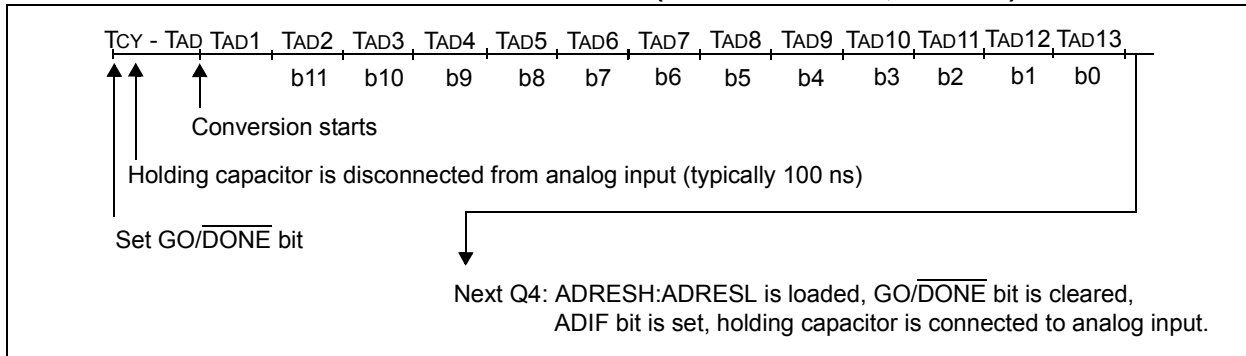 TCY - TAD TAD1 TAD2 TAD3 TAD4 TAD5 TAD6 TAD7 TAD8 TAD9 TAD10 TAD11 TAD12 TAD13
b11 b10 b9 b8 b7 b6 b5 b4 b3 b2 b1 b0
Conversion starts
Holding capacitor is disconnected from analog input (typically 100 ns)
Set GO/DONE bit
Next Q4: ADRESH:ADRESL is loaded, GO/DONE bit is cleared,
ADIF bit is set, holding capacitor is connected to analog input.